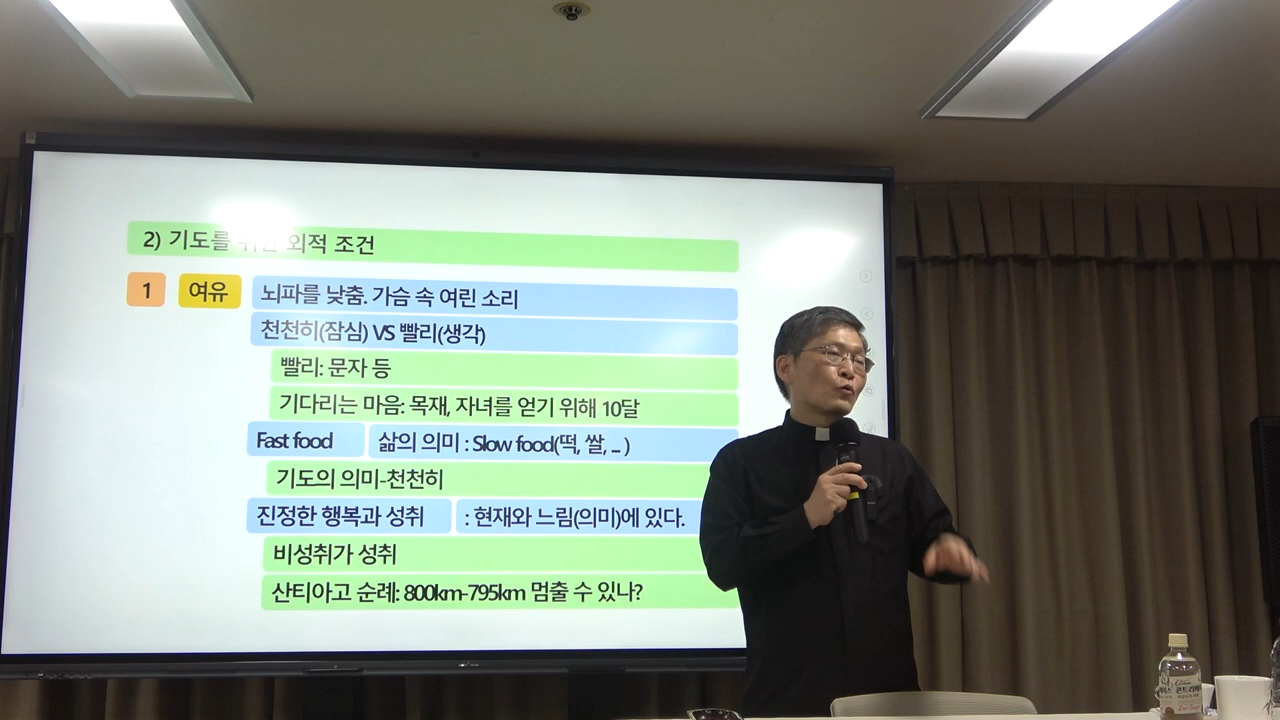 2) 기도를 위한 외적 조건
1 여유 뇌파를 낮춤. 가슴 속 여린 소리
천천히(잠심) VS 빨리(생각)
빨리: 문자 등
기다리는 마음: 목재, 자녀를 얻기 위해 10달
Fast food 삶의 의미 : Slow food(떡, 쌀, ... )
기도의 의미-천천히
진정한 행복과 성취 : 현재와 느림(의미)에 있다.
비성취가 성취
산티아고 순례: 800km-795km 멈출 수 있나?